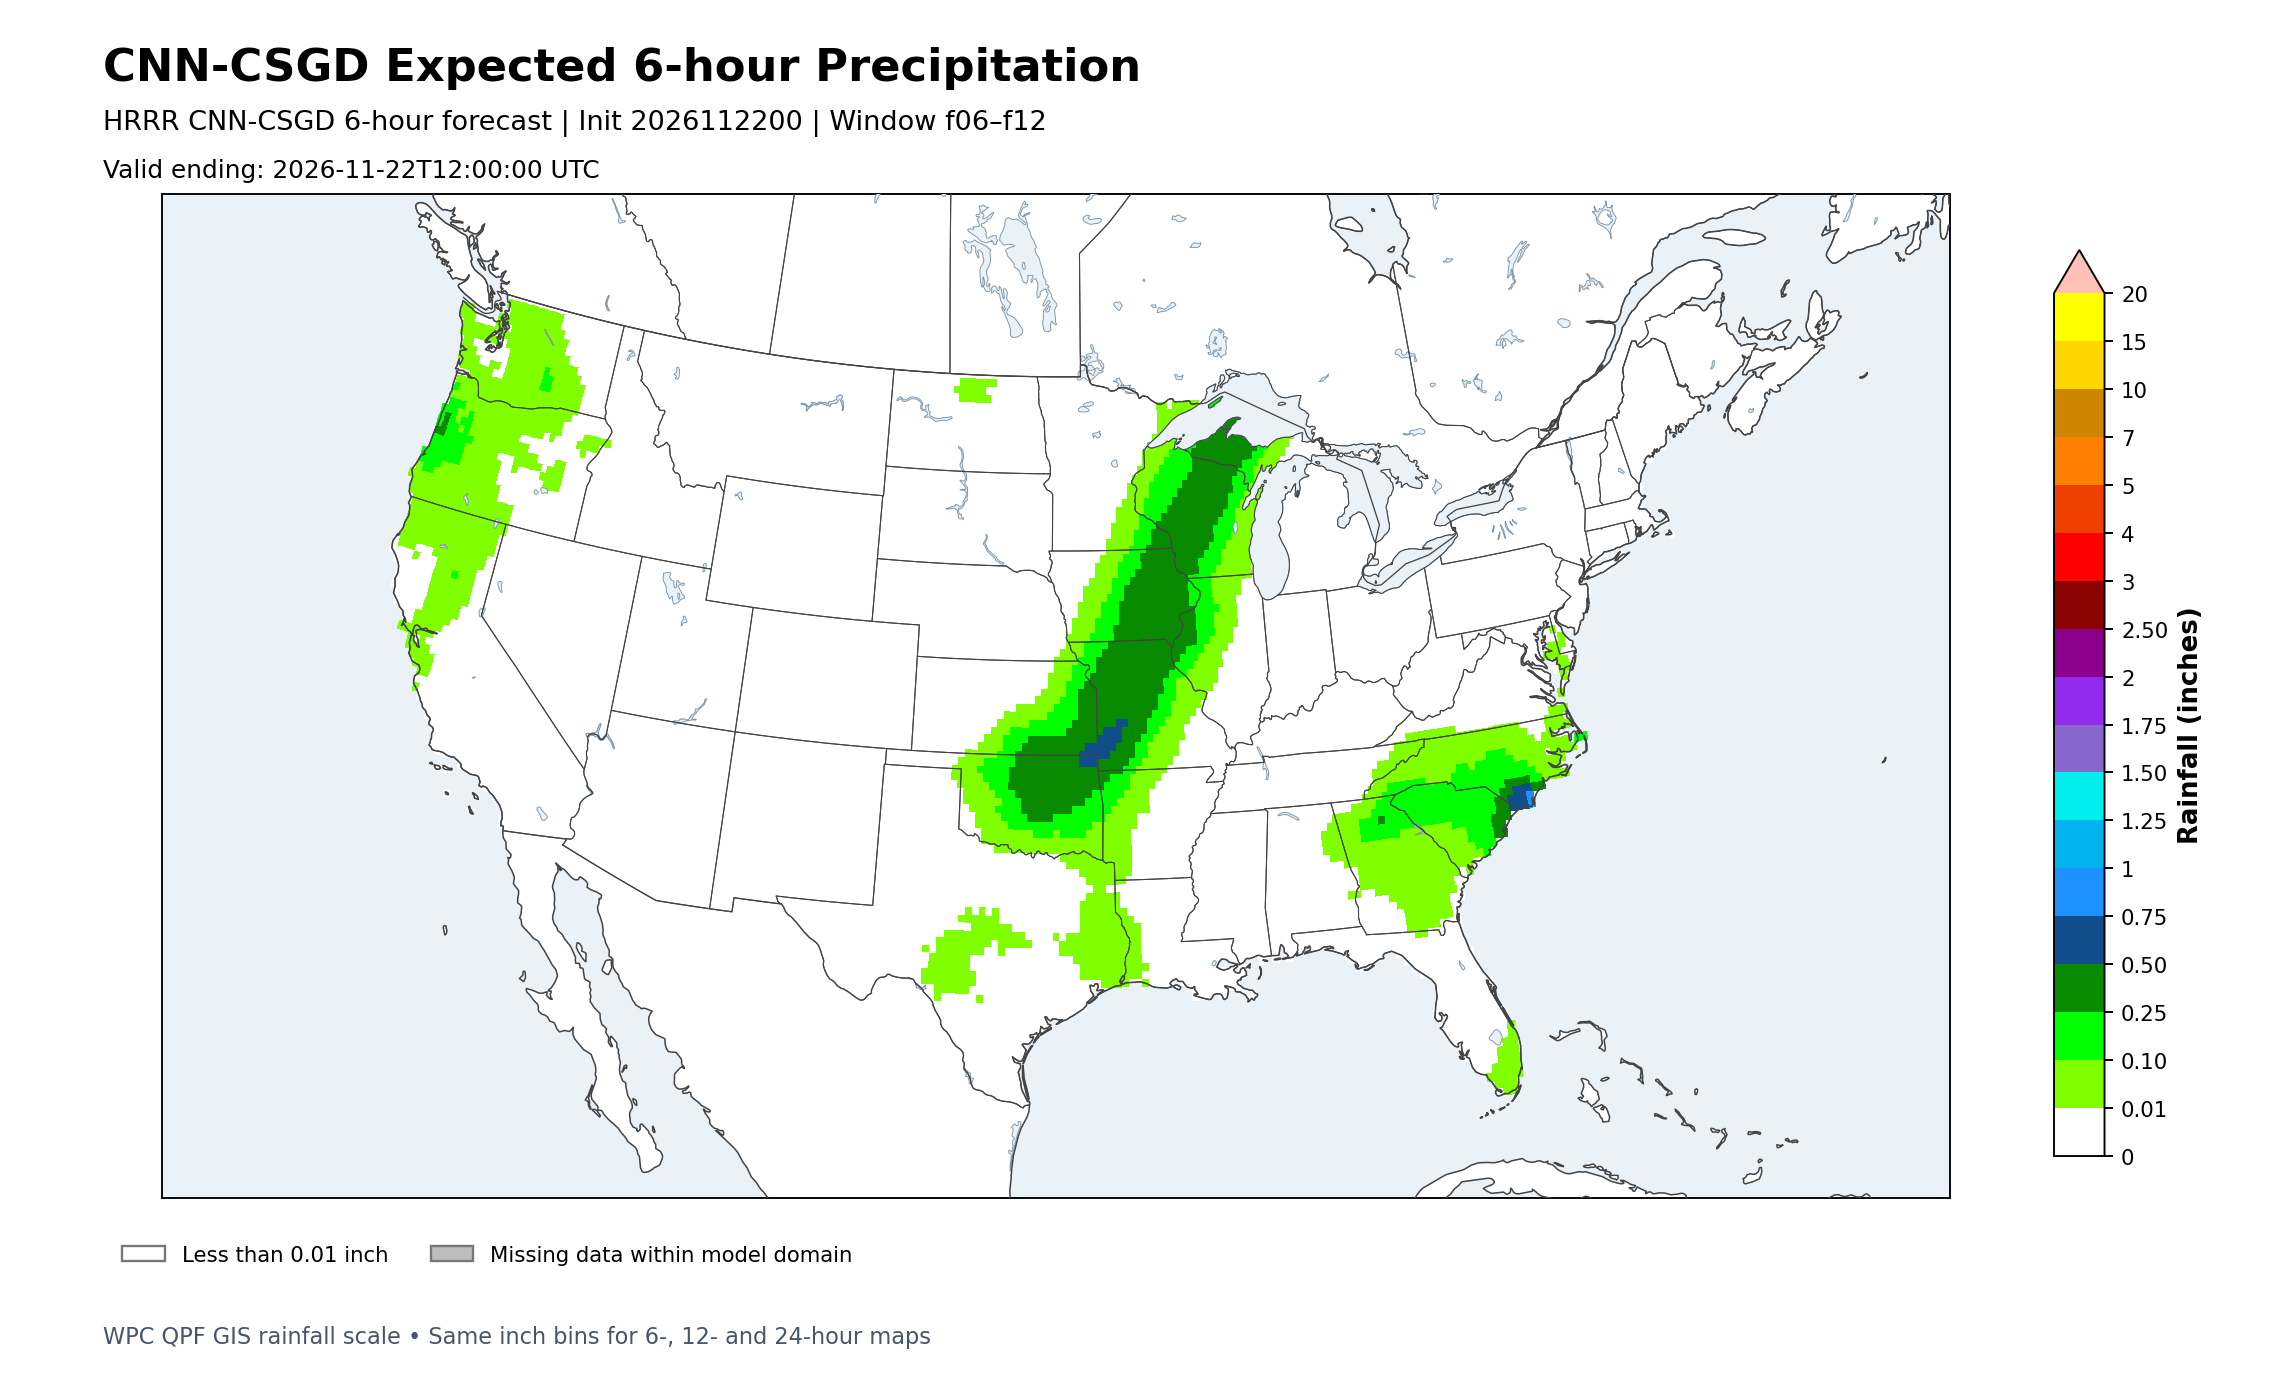 CNN-CSGD Expected 6-hour Precipitation
HRRR CNN-CSGD 6-hour forecast | Init 2026112200 | Window f06–f12
Valid ending: 2026-11-22T12:00:00 UTC
20
15
10
7
5
4
3
2.50
2
1.75
1.50
1.25
1
0.75
0.50
0.25
0.10
0.01
0
Rainfall (inches)
Less than 0.01 inch
Missing data within model domain
WPC QPF GIS rainfall scale • Same inch bins for 6-, 12- and 24-hour maps